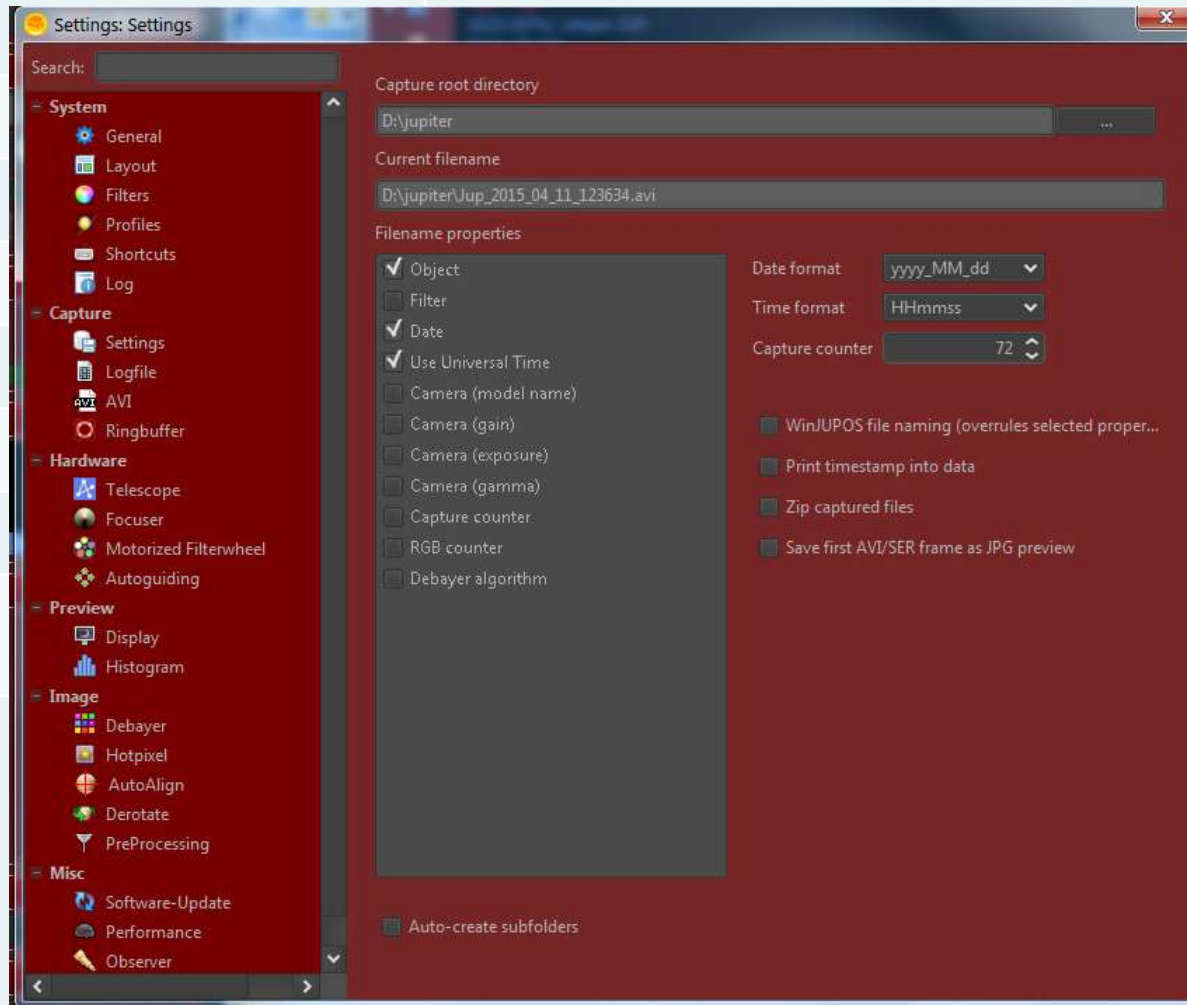 Settings: Settings
Search:
System
General
Layout
Filters
Profiles
Shortcuts
Log
Capture
Settings
Logfile
AVI AVI
Ringbuffer
Hardware
Telescope
Focuser
Motorized Filterwheel
Autoguiding
Preview
Display
Histogram
Image
Debayer
Hotpixel
AutoAlign
Derotate
PreProcessing
Misc
Software-Update
Performance
Observer
Capture root directory
D:\jupiter
...
Current filename
D:\jupiter\Jup_2015_04_11_123634.avi
Filename properties
Object
Filter
Date
Use Universal Time
Camera (model name)
Camera (gain)
Camera (exposure)
Camera (gamma)
Capture counter
RGB counter
Debayer algorithm
Date format yyyy_MM_dd
Time format HHmmss
Capture counter 72
WinJUPOS file naming (overrules selected proper...
Print timestamp into data
Zip captured files
Save first AVI/SER frame as JPG preview
Auto-create subfolders